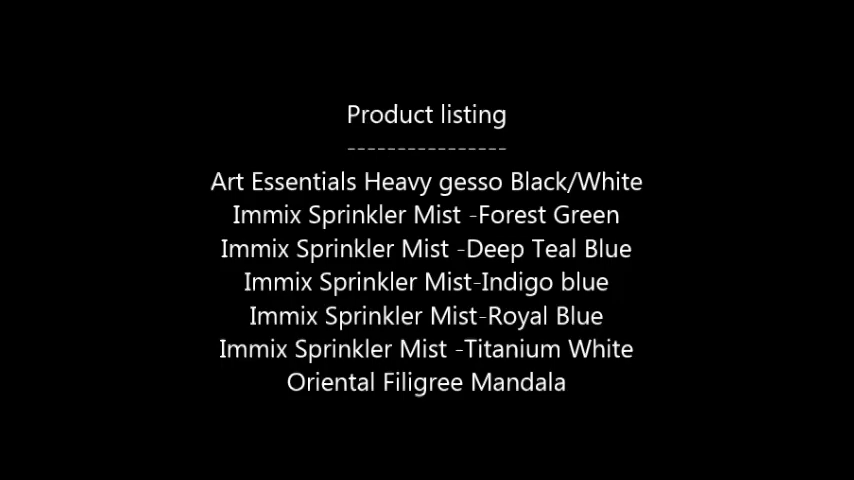 Product listing
----------------
Art Essentials Heavy gesso Black/White
Immix Sprinkler Mist -Forest Green
Immix Sprinkler Mist -Deep Teal Blue
Immix Sprinkler Mist-Indigo blue
Immix Sprinkler Mist-Royal Blue
Immix Sprinkler Mist -Titanium White
Oriental Filigree Mandala